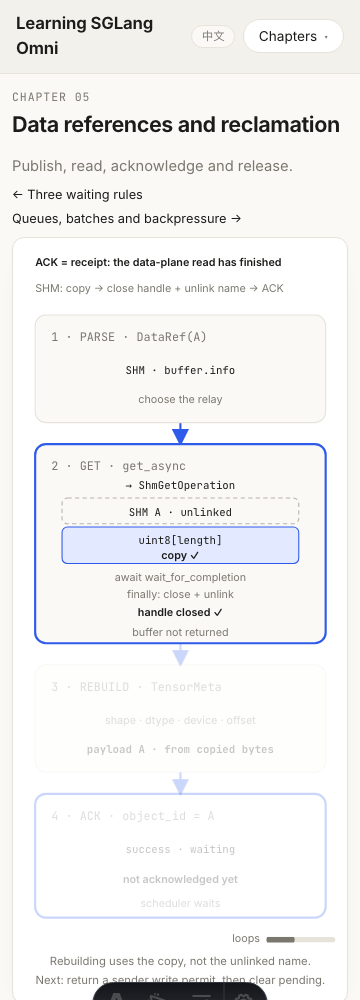 Learning SGLang
Omni
中文
Chapters
CHAPTER 05
Data references and reclamation
Publish, read, acknowledge and release.
← Three waiting rules
Queues, batches and backpressure →
ACK = receipt: the data-plane read has finished
SHM: copy → close handle + unlink name → ACK
1 · PARSE · DataRef(A)
SHM · buffer.info
choose the relay
2 · GET · get_async
→ ShmGetOperation
SHM A · unlinked
uint8[length]
copy ✓
await wait_for_completion
finally: close + unlink
handle closed ✓
buffer not returned
3 · REBUILD · TensorMeta
shape · dtype · device · offset
payload A · from copied bytes
4 · ACK · object_id = A
success · waiting
not acknowledged yet
scheduler waits
loops
Rebuilding uses the copy, not the unlinked name.
Next: return a sender write permit, then clear pending.